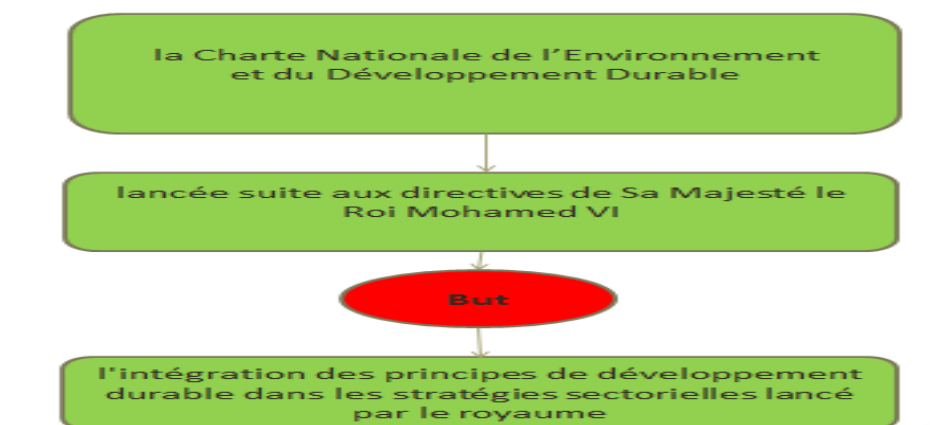 la Charte Nationale de l’Environnement
et du Développement Durable
lancée suite aux directives de Sa Majesté le
Roi Mohamed VI
But
l'intégration des principes de développement
durable dans les stratégies sectorielles lancé
par le royaume